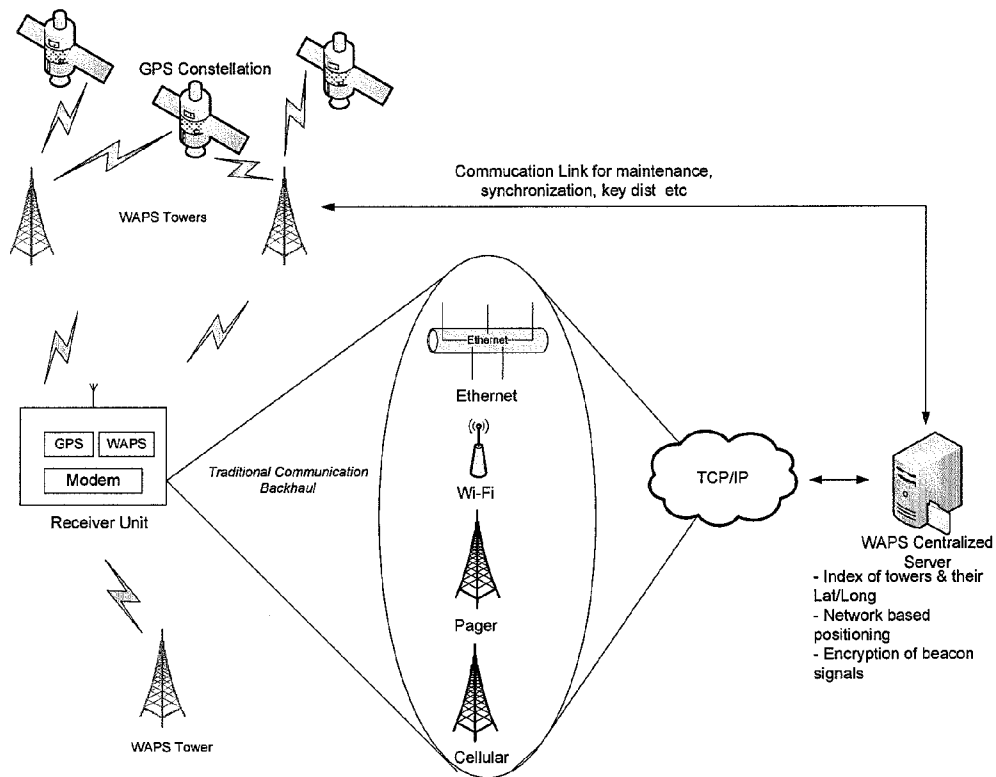 GPS Constellation
Commucation Link for maintenance,
synchronization, key dist etc
WAPS Towers
Ethernet
Ethernet
GPS
WAPS
Modem
Receiver Unit
Traditional Communication
Backhaul
Wi-Fi
TCP/IP
WAPS Centralized
Server
- Index of towers & their
Lat/Long
- Network based
positioning
- Encryption of beacon
signals
Pager
WAPS Tower
Cellular